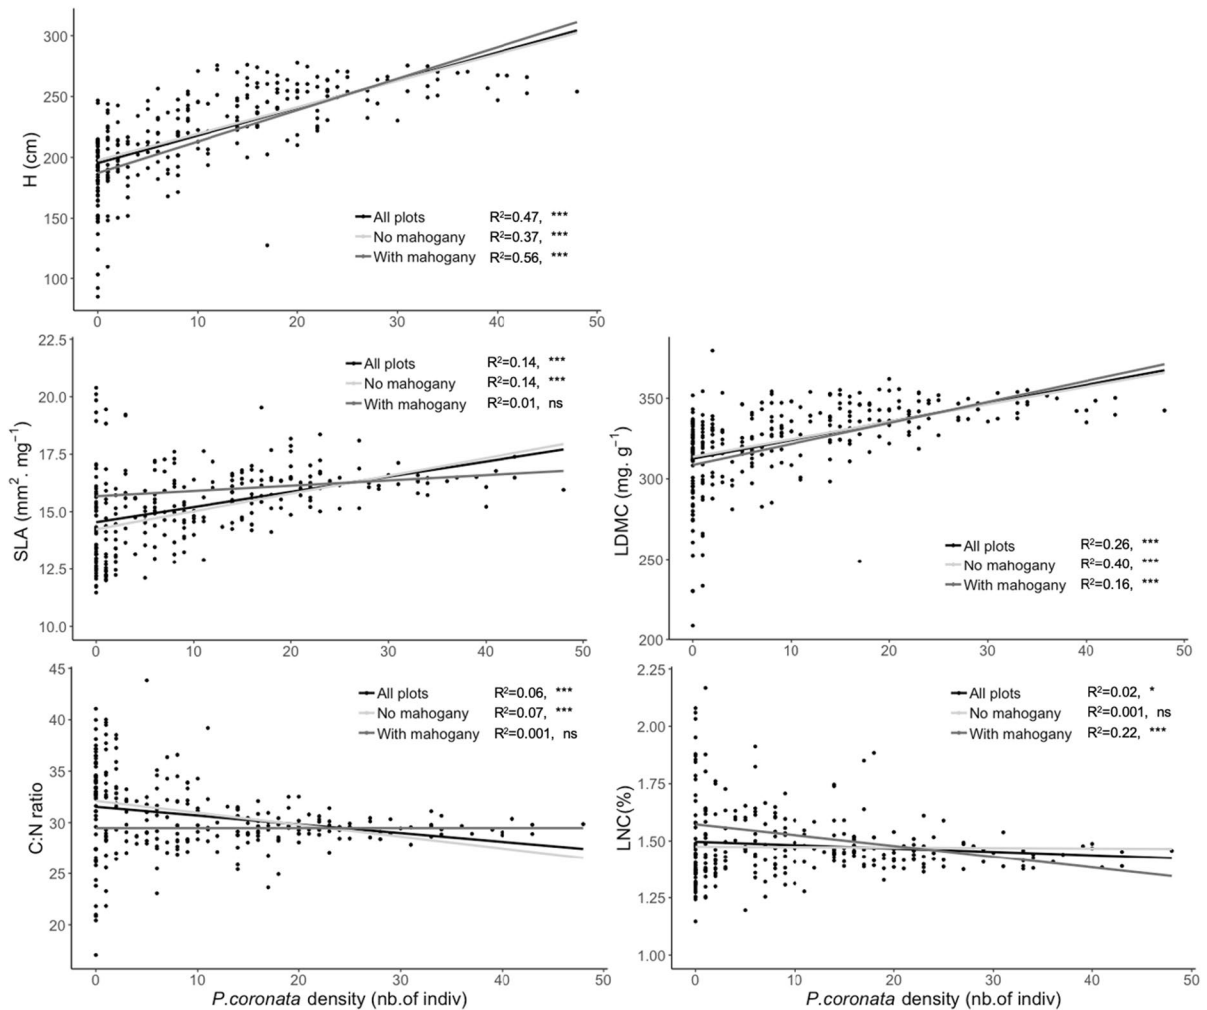 H (cm)
300
250
200
150
100
All plots R²=0.47, ***
No mahogany R²=0.37, ***
With mahogany R²=0.56, ***
0 10 20 30 40 50
SLA (mm². mg⁻¹)
22.5
20.0
17.5
15.0
12.5
10.0
All plots R²=0.14, ***
No mahogany R²=0.14, ***
With mahogany R²=0.01, ns
0 10 20 30 40 50
LDMC (mg. g⁻¹)
350
300
250
200
All plots R²=0.26, ***
No mahogany R²=0.40, ***
With mahogany R²=0.16, ***
0 10 20 30 40 50
C:N ratio
45
40
35
30
25
20
All plots R²=0.06, ***
No mahogany R²=0.07, ***
With mahogany R²=0.001, ns
0 10 20 30 40 50
P.coronata density (nb.of indiv)
LNC(%)
2.25
2.00
1.75
1.50
1.25
1.00
All plots R²=0.02, *
No mahogany R²=0.001, ns
With mahogany R²=0.22, ***
0 10 20 30 40 50
P.coronata density (nb.of indiv)